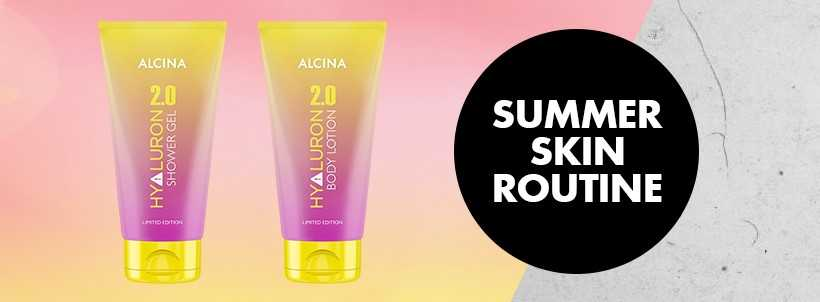 ALCINA
HYALURON 2.0
SHOWER GEL
LIMITED EDITION
ALCINA
HYALURON 2.0
BODY LOTION
LIMITED EDITION
SUMMER
SKIN
ROUTINE